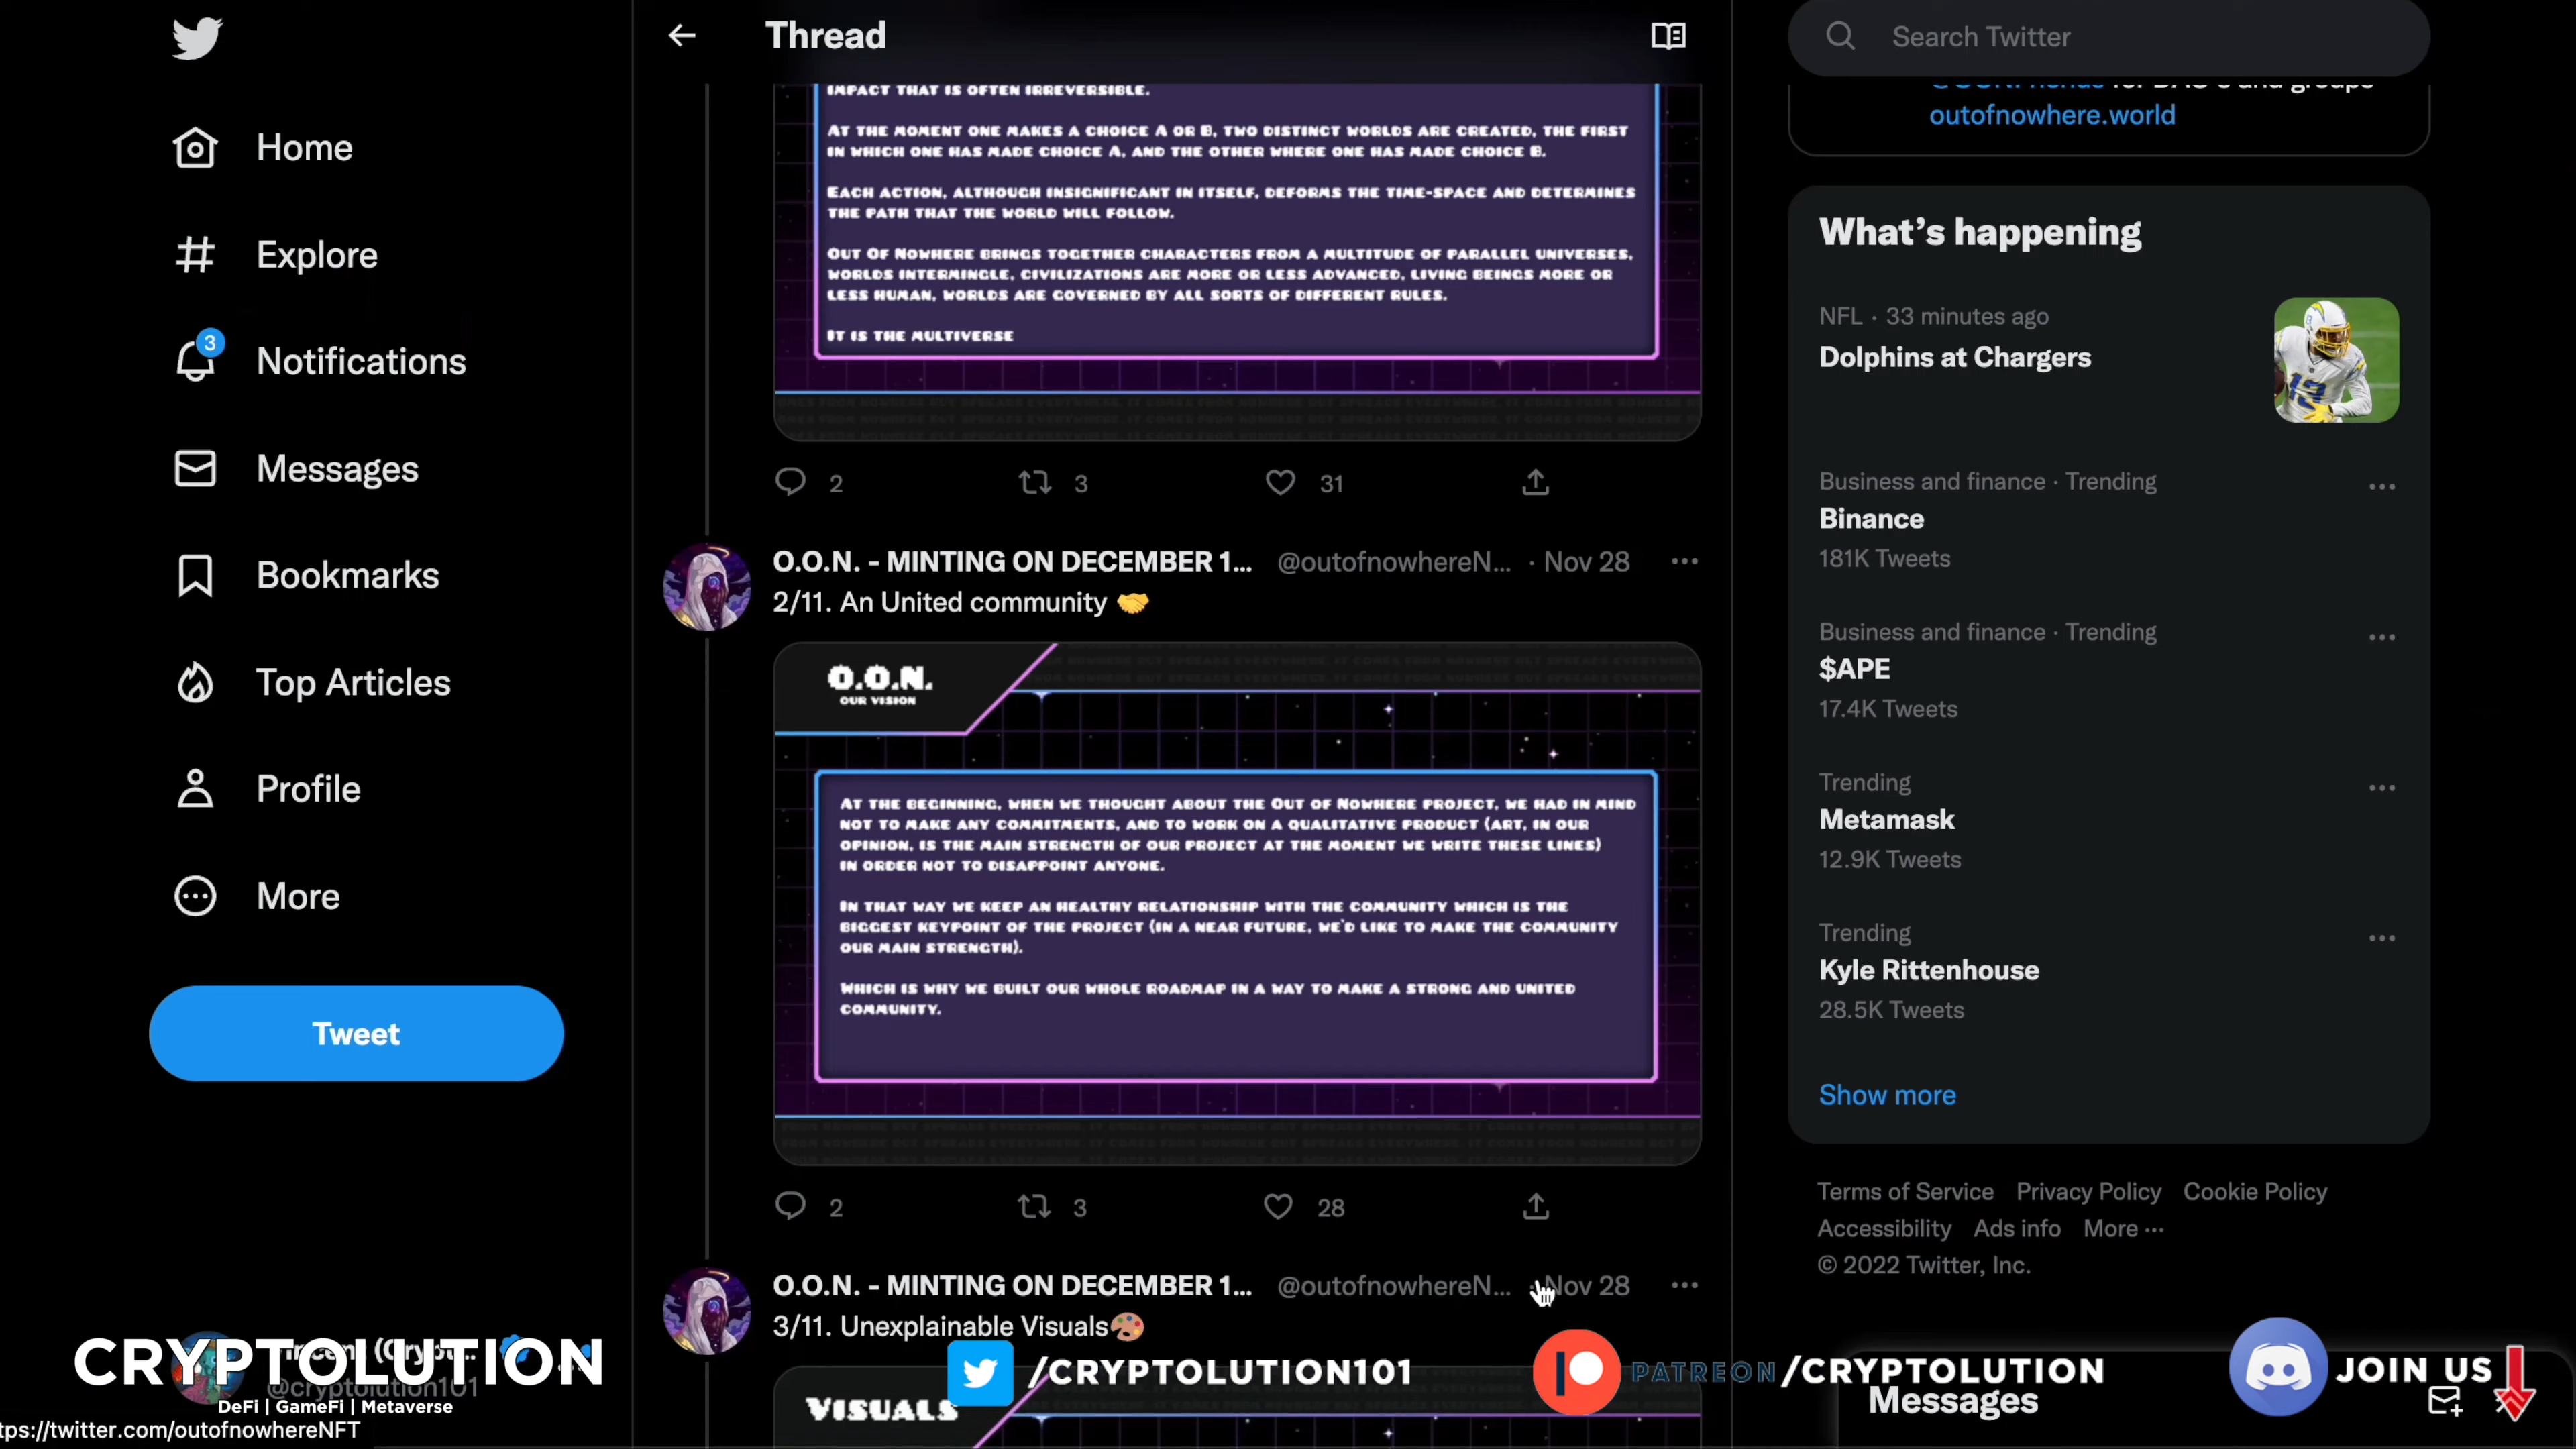 Home
Explore
3
Notifications
Messages
Bookmarks
Top Articles
Profile
More
Tweet
Thread
IMPACT THAT IS OFTEN IRREVERSIBLE.
AT THE MOMENT ONE MAKES A CHOICE A OR B, TWO DISTINCT WORLDS ARE CREATED, THE FIRST
IN WHICH ONE HAS MADE CHOICE A, AND THE OTHER WHERE ONE HAS MADE CHOICE B.
EACH ACTION, ALTHOUGH INSIGNIFICANT IN ITSELF, DEFORMS THE TIME-SPACE AND DETERMINES
THE PATH THAT THE WORLD WILL FOLLOW.
OUT OF NOWHERE BRINGS TOGETHER CHARACTERS FROM A MULTITUDE OF PARALLEL UNIVERSES,
WORLDS INTERMINGLE, CIVILIZATIONS ARE MORE OR LESS ADVANCED, LIVING BEINGS MORE OR
LESS HUMAN, WORLDS ARE GOVERNED BY ALL SORTS OF DIFFERENT RULES.
IT IS THE MULTIVERSE
2 3 31
O.O.N. - MINTING ON DECEMBER 1... @outofnowhereN... · Nov 28
2/11. An United community 🤝
O.O.N.
OUR VISION
AT THE BEGINNING, WHEN WE THOUGHT ABOUT THE OUT OF NOWHERE PROJECT, WE HAD IN MIND
NOT TO MAKE ANY COMMITMENTS, AND TO WORK ON A QUALITATIVE PRODUCT (ART, IN OUR
OPINION, IS THE MAIN STRENGTH OF OUR PROJECT AT THE MOMENT WE WRITE THESE LINES)
IN ORDER NOT TO DISAPPOINT ANYONE.
IN THAT WAY WE KEEP AN HEALTHY RELATIONSHIP WITH THE COMMUNITY WHICH IS THE
BIGGEST KEYPOINT OF THE PROJECT (IN A NEAR FUTURE, WE'D LIKE TO MAKE THE COMMUNITY
OUR MAIN STRENGTH).
WHICH IS WHY WE BUILT OUR WHOLE ROADMAP IN A WAY TO MAKE A STRONG AND UNITED
COMMUNITY.
2 3 28
O.O.N. - MINTING ON DECEMBER 1... @outofnowhereN... · Nov 28
3/11. Unexplainable Visuals🎨
VISUALS
Search Twitter
for DAO's and groups
outofnowhere.world
What's happening
NFL · 33 minutes ago
Dolphins at Chargers
Business and finance · Trending
Binance
181K Tweets
Business and finance · Trending
$APE
17.4K Tweets
Trending
Metamask
12.9K Tweets
Trending
Kyle Rittenhouse
28.5K Tweets
Show more
Terms of Service Privacy Policy Cookie Policy
Accessibility Ads info More ···
© 2022 Twitter, Inc.
Messages
CRYPTOLUTION
@cryptolution101
DeFi | GameFi | Metaverse
/CRYPTOLUTION101
PATREON/CRYPTOLUTION
JOIN US
tps://twitter.com/outofnowhereNFT